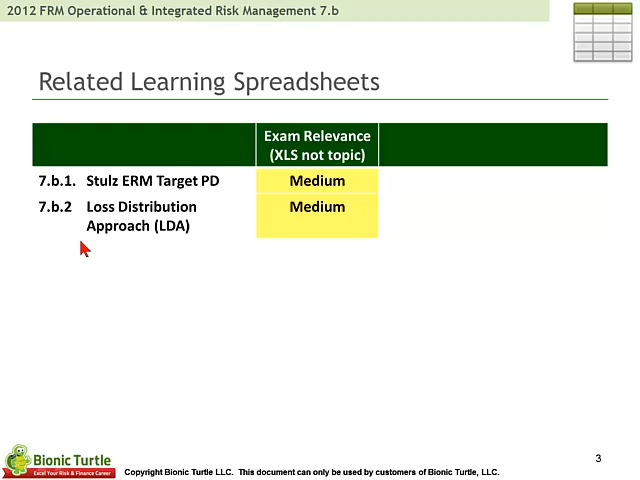 2012 FRM Operational & Integrated Risk Management 7.b
Related Learning Spreadsheets
Exam Relevance
(XLS not topic)
7.b.1. Stulz ERM Target PD Medium
7.b.2 Loss Distribution Medium
Approach (LDA)
3
Bionic Turtle
Excel Your Risk & Finance Career
Copyright Bionic Turtle LLC. This document can only be used by customers of Bionic Turtle, LLC.